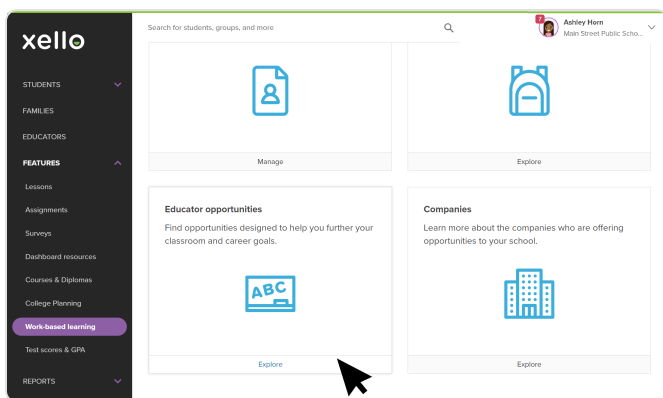 xello
Search for students, groups, and more
7
Ashley Horn
Main Street Public Scho...
STUDENTS
FAMILIES
EDUCATORS
FEATURES
Lessons
Assignments
Surveys
Dashboard resources
Courses & Diplomas
College Planning
Work-based learning
Test scores & GPA
REPORTS
Manage
Explore
Educator opportunities
Find opportunities designed to help you further your
classroom and career goals.
ABC
Explore
Companies
Learn more about the companies who are offering
opportunities to your school.
Explore